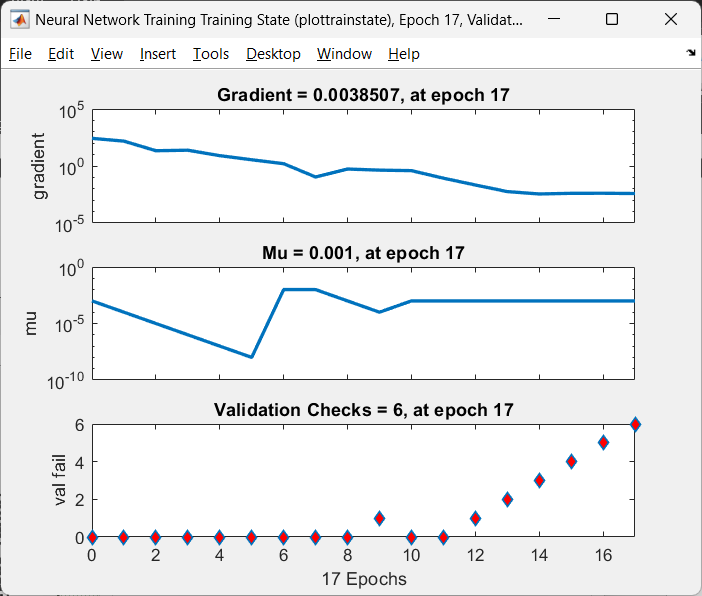 Neural Network Training Training State (plottrainstate), Epoch 17, Validat...
File Edit View Insert Tools Desktop Window Help
Gradient = 0.0038507, at epoch 17
10^5
10^0
10^-5
gradient
Mu = 0.001, at epoch 17
10^0
10^-5
10^-10
mu
Validation Checks = 6, at epoch 17
6
4
2
0
val fail
0 2 4 6 8 10 12 14 16
17 Epochs